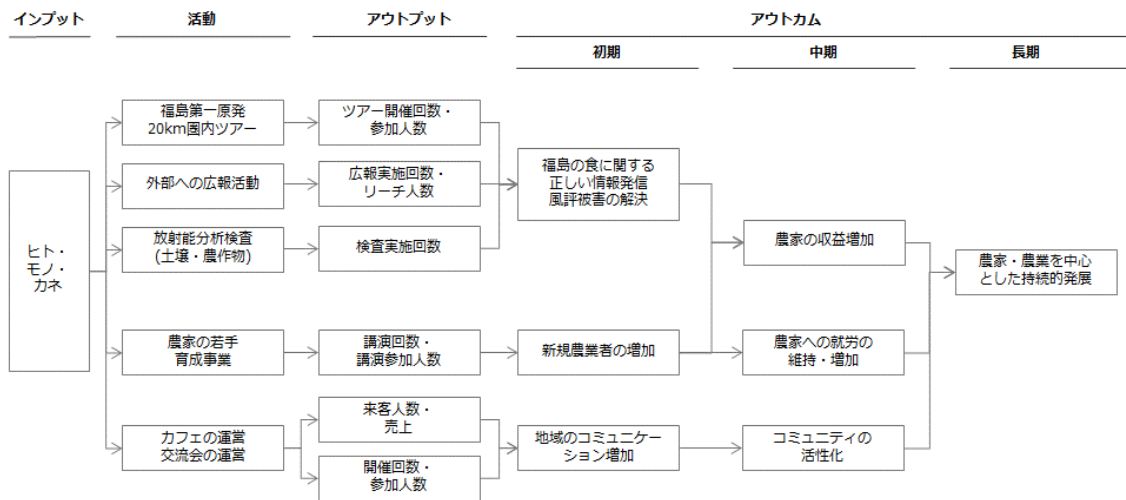 インプット
活動
アウトプット
アウトカム
初期
中期
長期
ヒト・
モノ・
カネ
福島第一原発
20km圏内ツアー
外部への広報活動
放射能分析検査
(土壌・農作物)
農家の若手
育成事業
カフェの運営
交流会の運営
ツアー開催回数・
参加人数
広報実施回数・
リーチ人数
検査実施回数
講演回数・
講演参加人数
来客人数・
売上
開催回数・
参加人数
福島の食に関する
正しい情報発信
風評被害の解決
新規農業者の増加
地域のコミュニケー
ション増加
農家の収益増加
農家への就労の
維持・増加
コミュニティの
活性化
農家・農業を中心
とした持続的発展